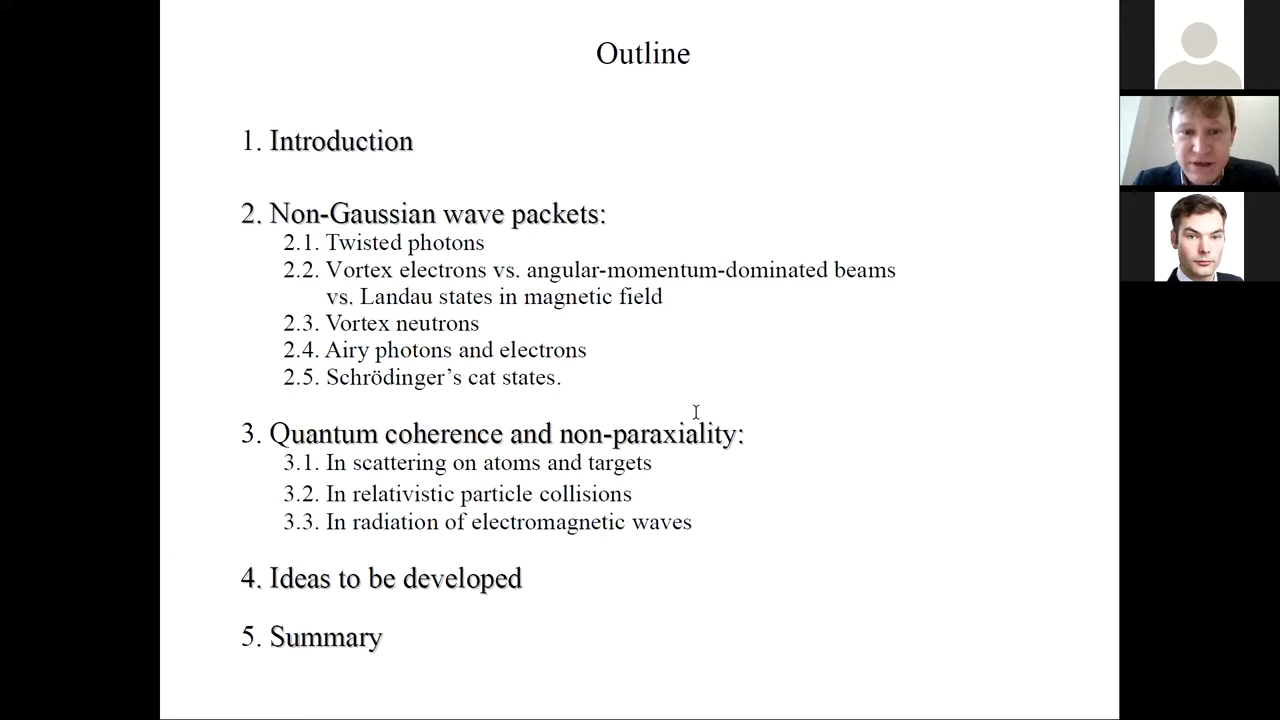 Outline
1. Introduction
2. Non-Gaussian wave packets:
2.1. Twisted photons
2.2. Vortex electrons vs. angular-momentum-dominated beams
vs. Landau states in magnetic field
2.3. Vortex neutrons
2.4. Airy photons and electrons
2.5. Schrödinger’s cat states.
3. Quantum coherence and non-paraxiality:
3.1. In scattering on atoms and targets
3.2. In relativistic particle collisions
3.3. In radiation of electromagnetic waves
4. Ideas to be developed
5. Summary